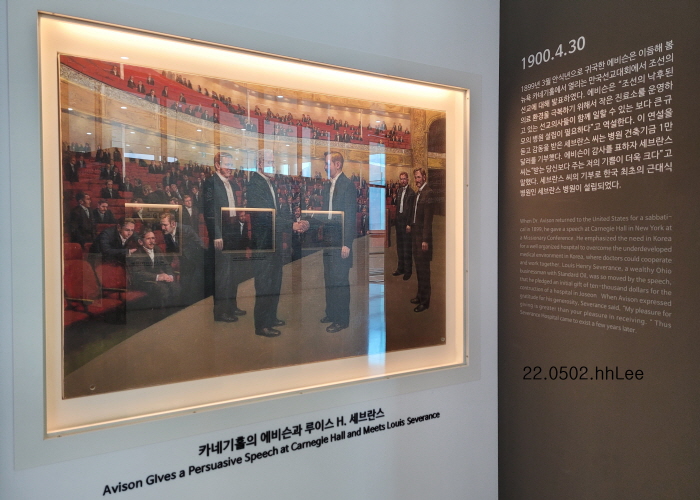 1900.4.30
1899년 3월 안식년으로 귀국한 에비슨은 이듬해 봄
뉴욕 카네기홀에서 열리는 만국선교대회에서 조선의
선교에 대해 발표하였다. 에비슨은 "조선의 낙후된
의료 환경을 극복하기 위해서 작은 진료소를 운영하
고 있는 선교의사들이 함께 일할 수 있는 보다 큰 규
모의 병원 설립이 필요하다"고 역설한다. 이 연설을
듣고 감동을 받은 세브란스 씨는 병원 건축기금 1만
달러를 기부했다. 에비슨이 감사를 표하자 세브란스
씨는"받는 당신보다 주는 저의 기쁨이 더욱 크다"고
말했다. 세브란스 씨의 기부로 한국 최초의 근대식
병원인 세브란스 병원이 설립되었다.
When Dr. Avison returned to the United States for a sabbati-
cal in 1899, he gave a speech at Carnegie Hall in New York at
a Missionary Conference. He emphasized the need in Korea
for a well organized hospital to overcome the underdeveloped
medical environment in Korea, where doctors could cooperate
and work together. Louis Henry Severance, a wealthy Ohio
businessman with Standard Oil, was so moved by the speech,
that he pledged an initial gift of ten-thousand dollars for the
construction of a hospital in Joseon. When Avison expressed
gratitude for his generosity, Severance said, "My pleasure for
giving is greater than your pleasure in receiving. " Thus
Severance Hospital came to exist a few years later.
22.0502.hhLee
카네기홀의 에비슨과 루이스 H. 세브란스
Avison Gives a Persuasive Speech at Carnegie Hall and Meets Louis Severance